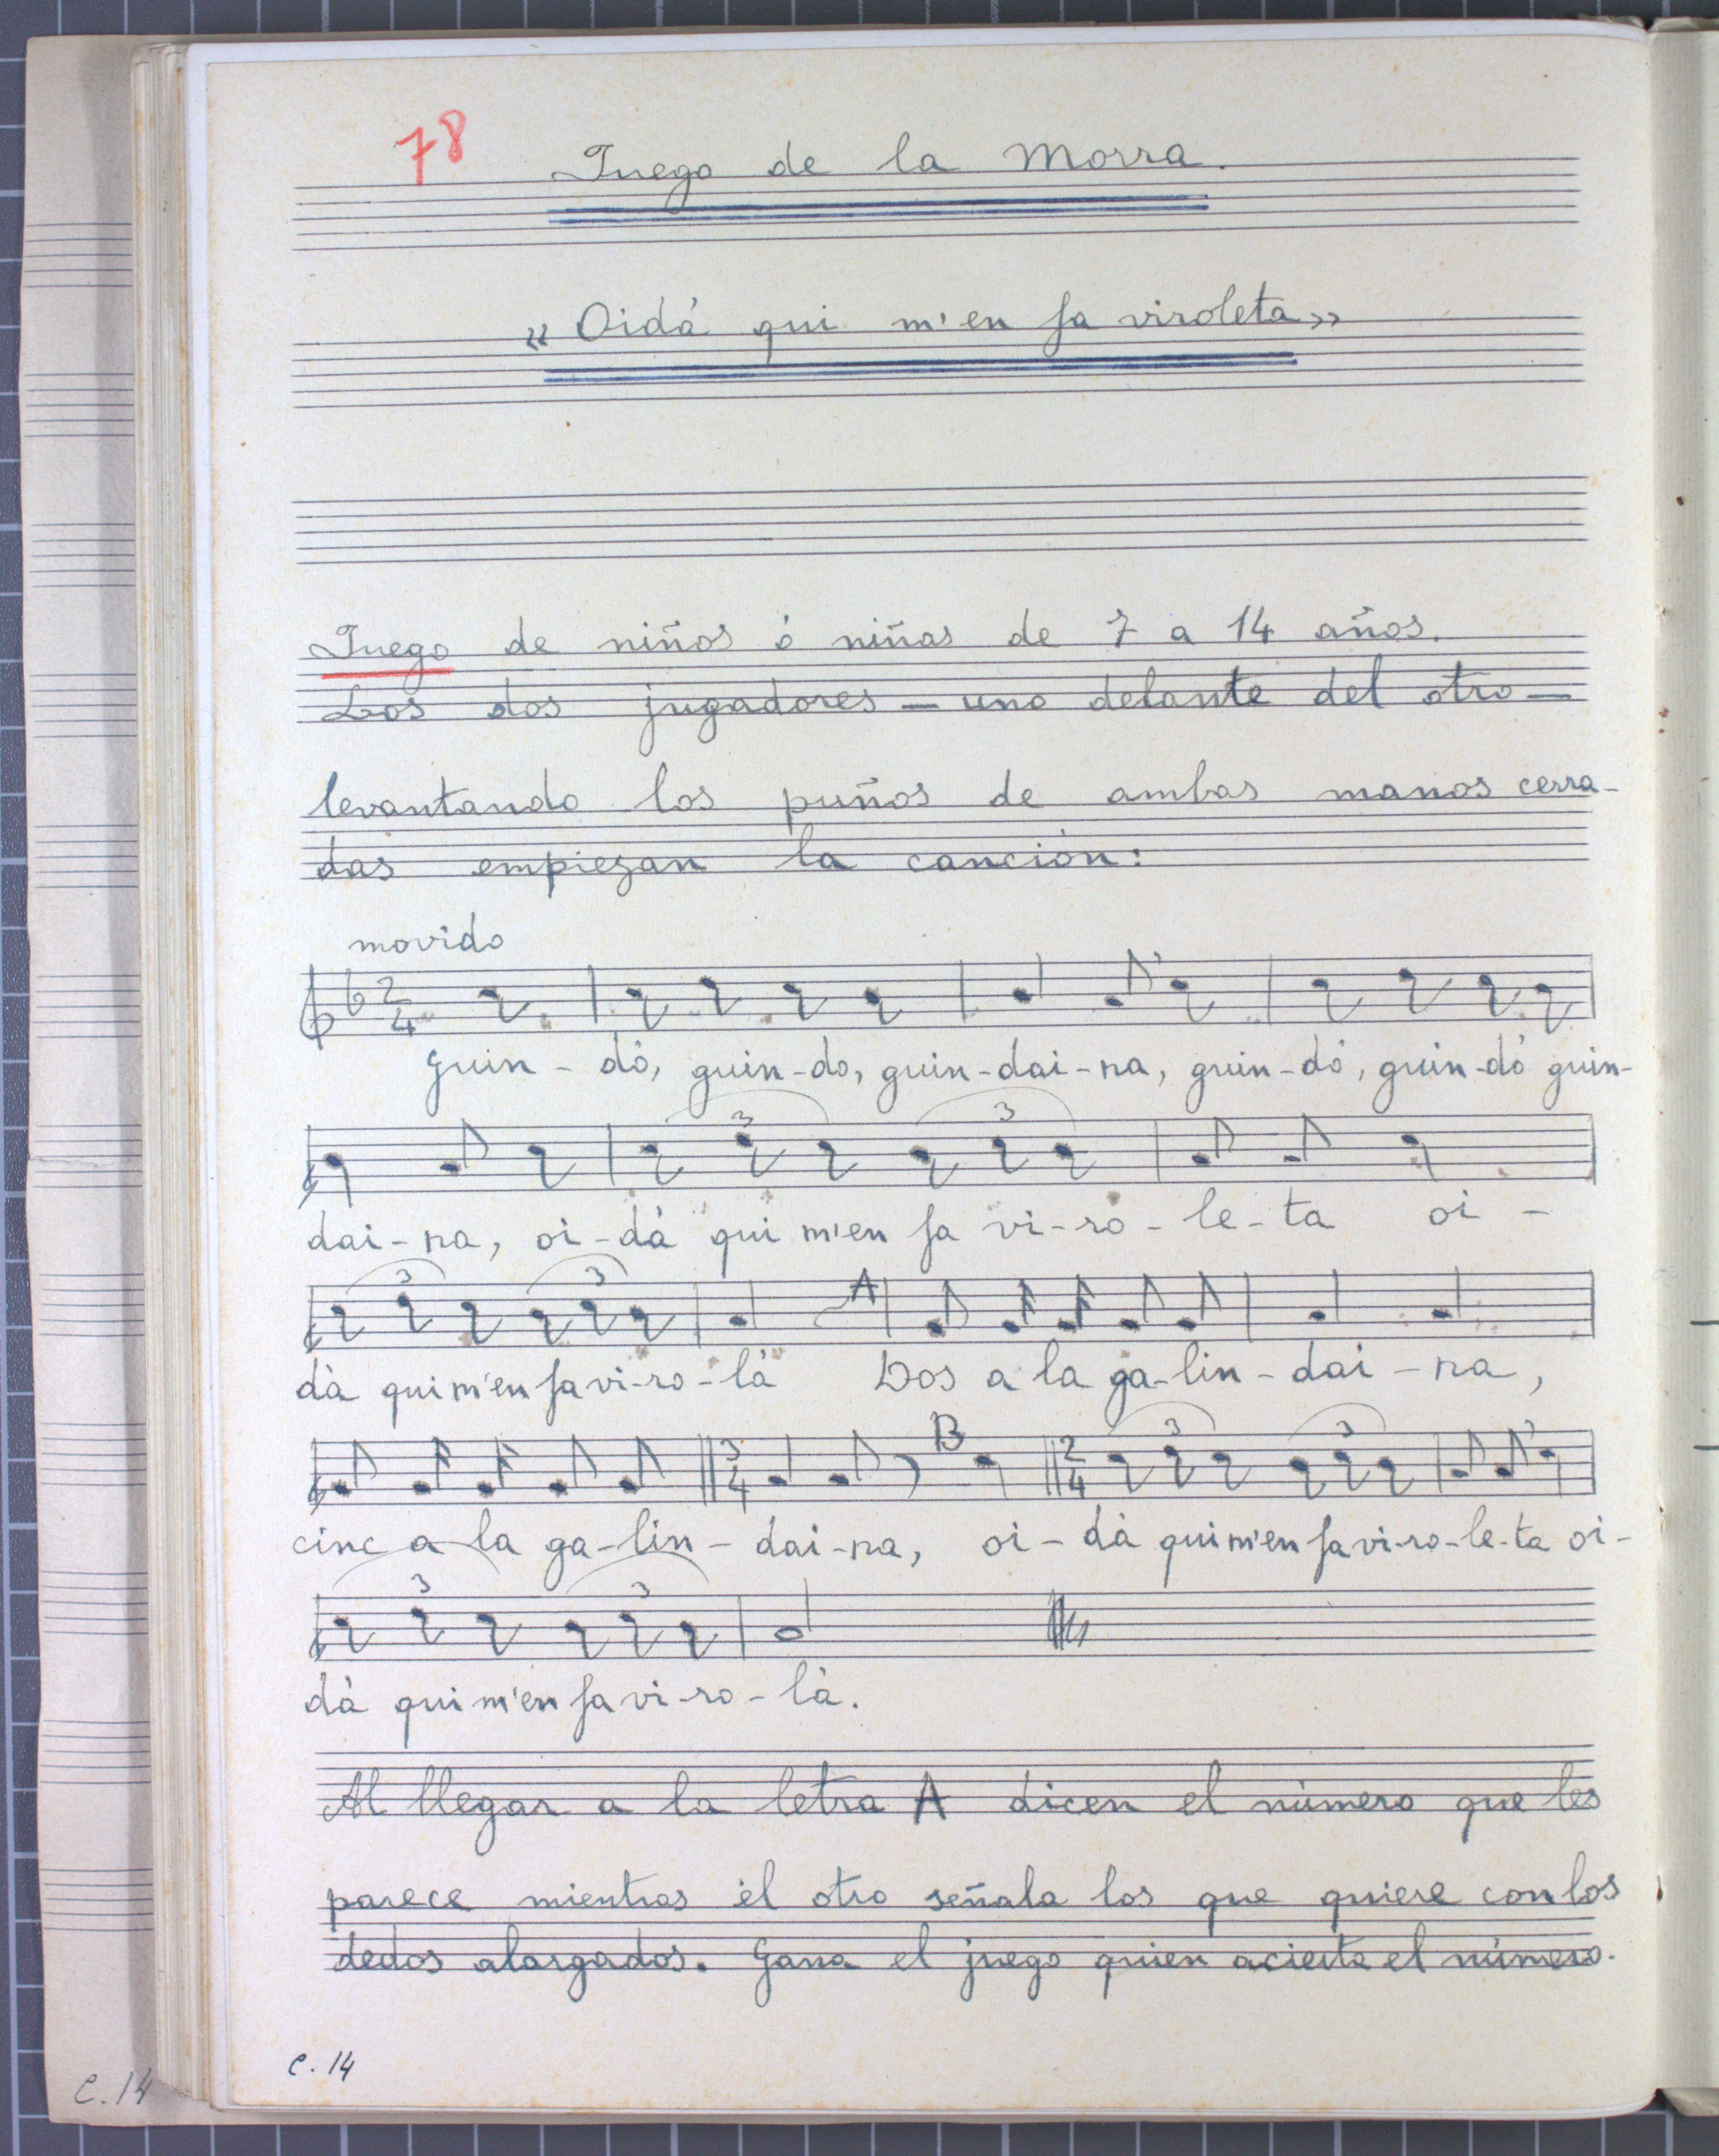 78
Juego de la Morra.
« Oidá qui m'en fa viroleta »
Juego de niños ó niñas de 7 a 14 años.
Los dos jugadores — uno delante del otro —
levantando los puños de ambas manos cerra-
das empiezan la canción:
movido
2
4
Guin - dó, guin - do, guin - dai - na, guin - dó, guin - dó guin -
3 3
dai - na, oi - dà qui m'en fa vi - ro - le - ta oi -
3 3 A
dà qui m'en fa vi - ro - là Dos a la ga - lin - dai - na,
3 4 B 2 4 3 3
cinc a la ga - lin - dai - na, oi - dà qui m'en fa vi - ro - le - ta oi -
3 3
dà qui m'en fa vi - ro - là.
Al llegar a la letra A dicen el número que les
parece mientras él otro señala los que quiere con los
dedos alargados. Gana el juego quien acierta el número.
C. 14
C. 14